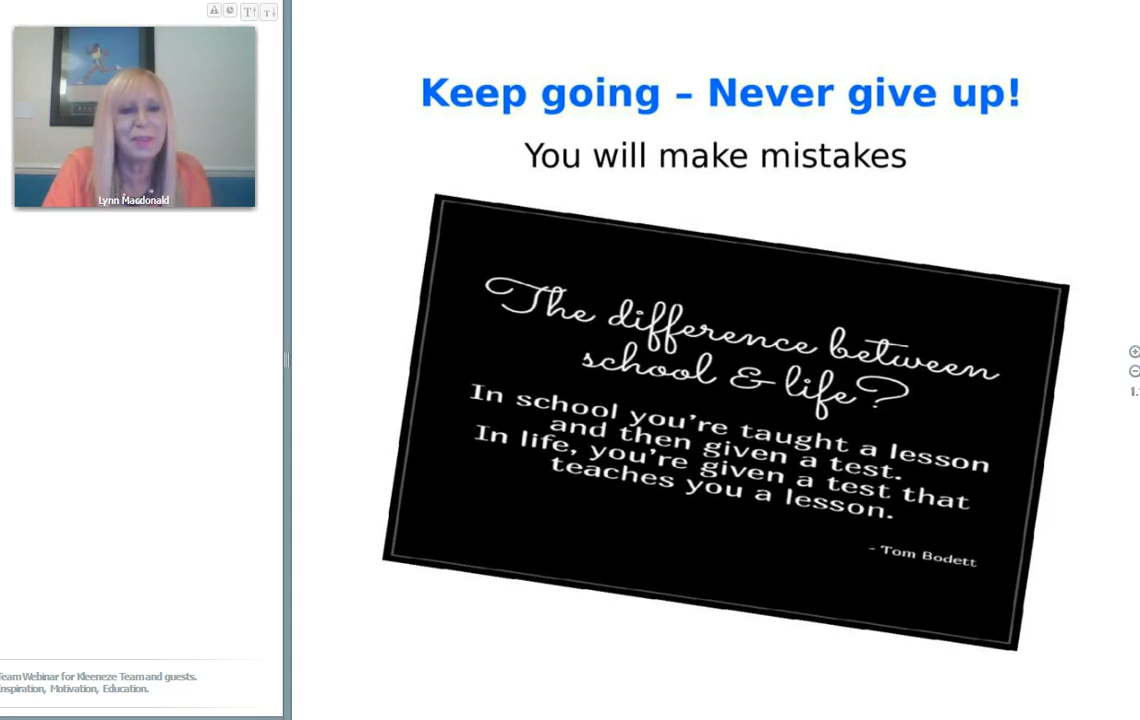 T T
Lynn Macdonald
Team Webinar for Kleeneze Team and guests.
Inspiration, Motivation, Education.
Keep going – Never give up!
You will make mistakes
The difference between
school & life?
In school you're taught a lesson
and then given a test.
In life, you're given a test that
teaches you a lesson.
- Tom Bodett
1.